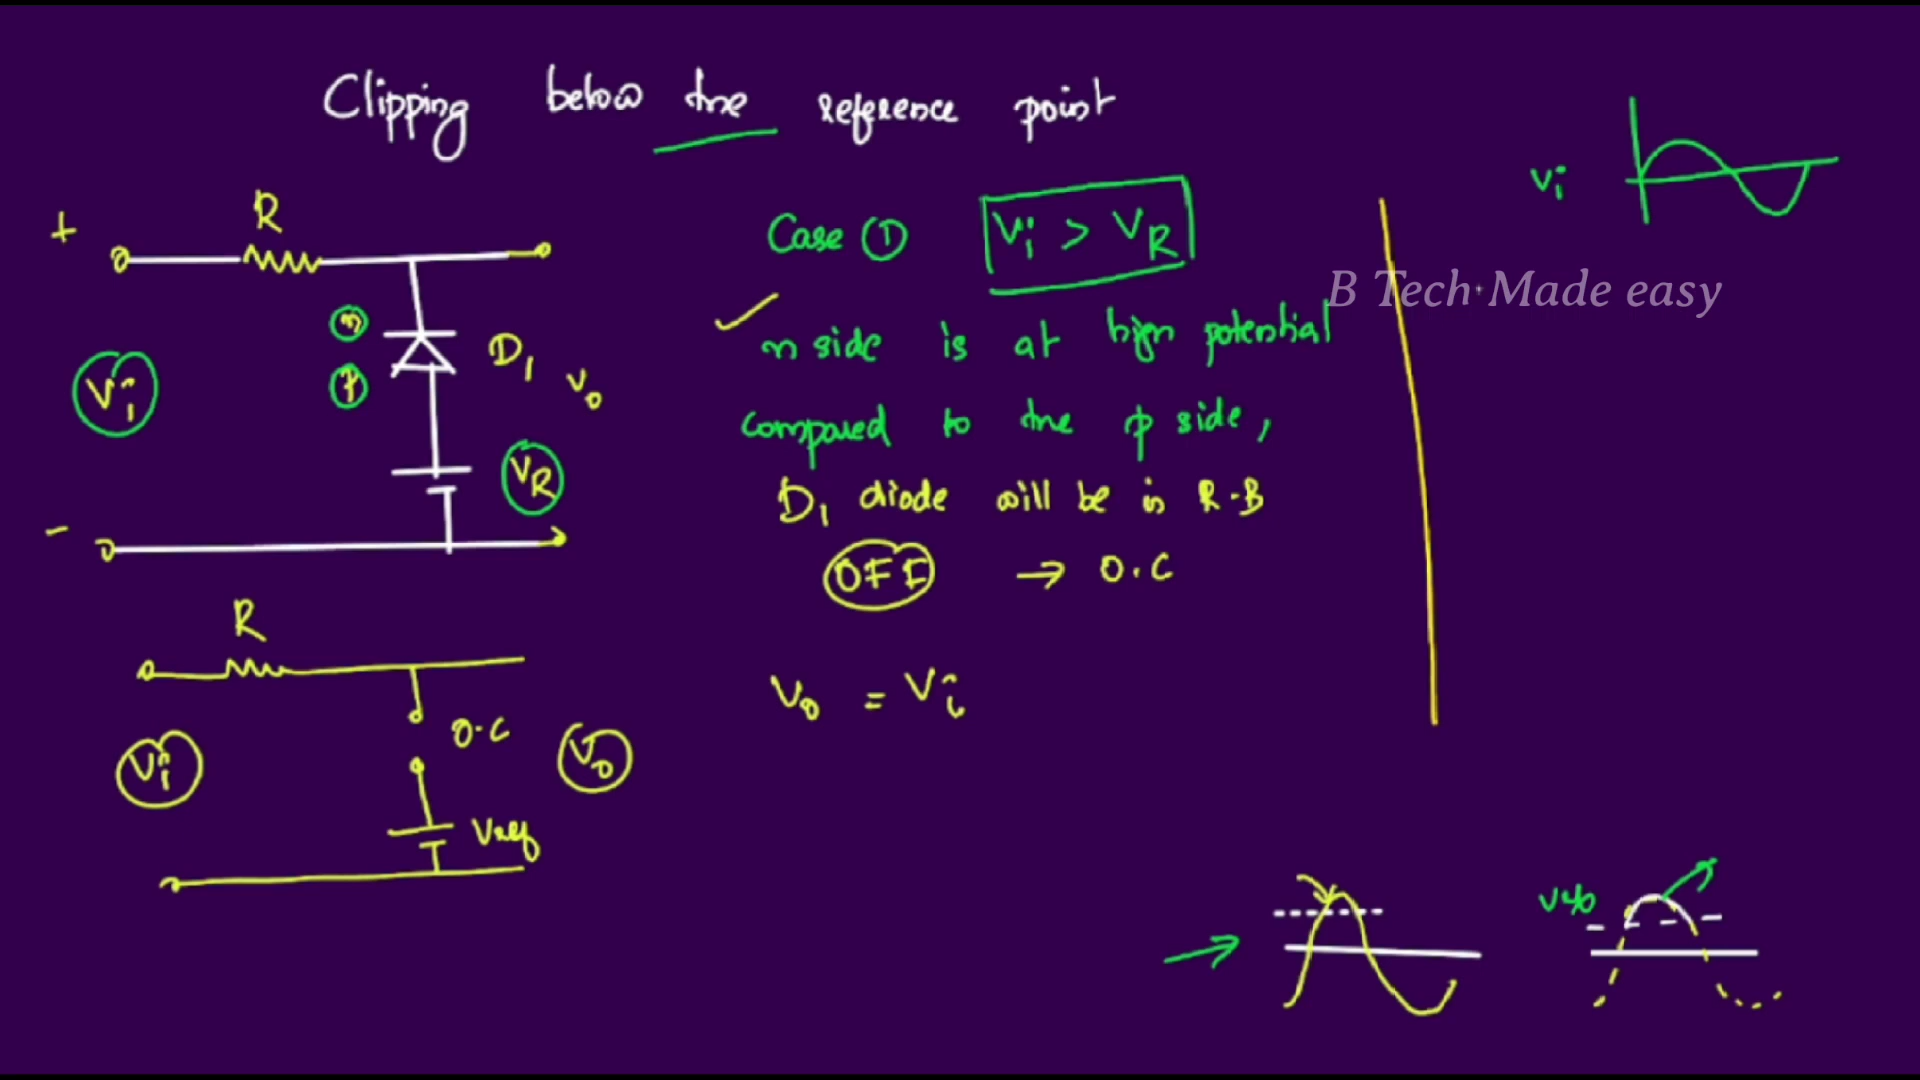 Clipping below the reference point
Vi
R
+
Case ① Vi > VR
B Tech Made easy
n
p
D1
Vo
Vi
n side is at high potential
compared to the p side,
VR
D1 diode will be in R-B
-
OFF → O.C
R
Vo = Vi
O.C
Vi
Vo
Vref